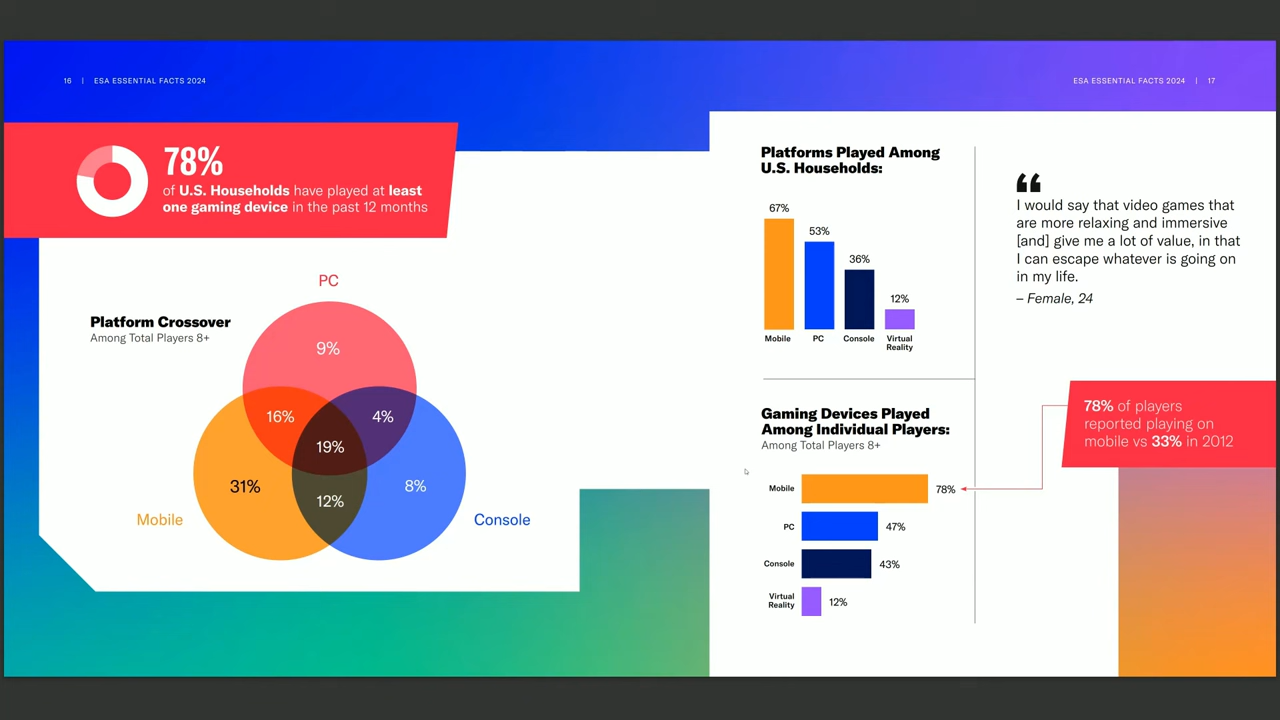 16 | ESA ESSENTIAL FACTS 2024
78%
of U.S. Households have played at least
one gaming device in the past 12 months
Platform Crossover
Among Total Players 8+
PC
9%
16%
4%
19%
31%
12%
8%
Mobile
Console
ESA ESSENTIAL FACTS 2024 | 17
Platforms Played Among
U.S. Households:
67%
53%
36%
12%
Mobile
PC
Console
Virtual
Reality
Gaming Devices Played
Among Individual Players:
Among Total Players 8+
Mobile
78%
PC
47%
Console
43%
Virtual
Reality
12%
“
I would say that video games that
are more relaxing and immersive
[and] give me a lot of value, in that
I can escape whatever is going on
in my life.
– Female, 24
78% of players
reported playing on
mobile vs 33% in 2012